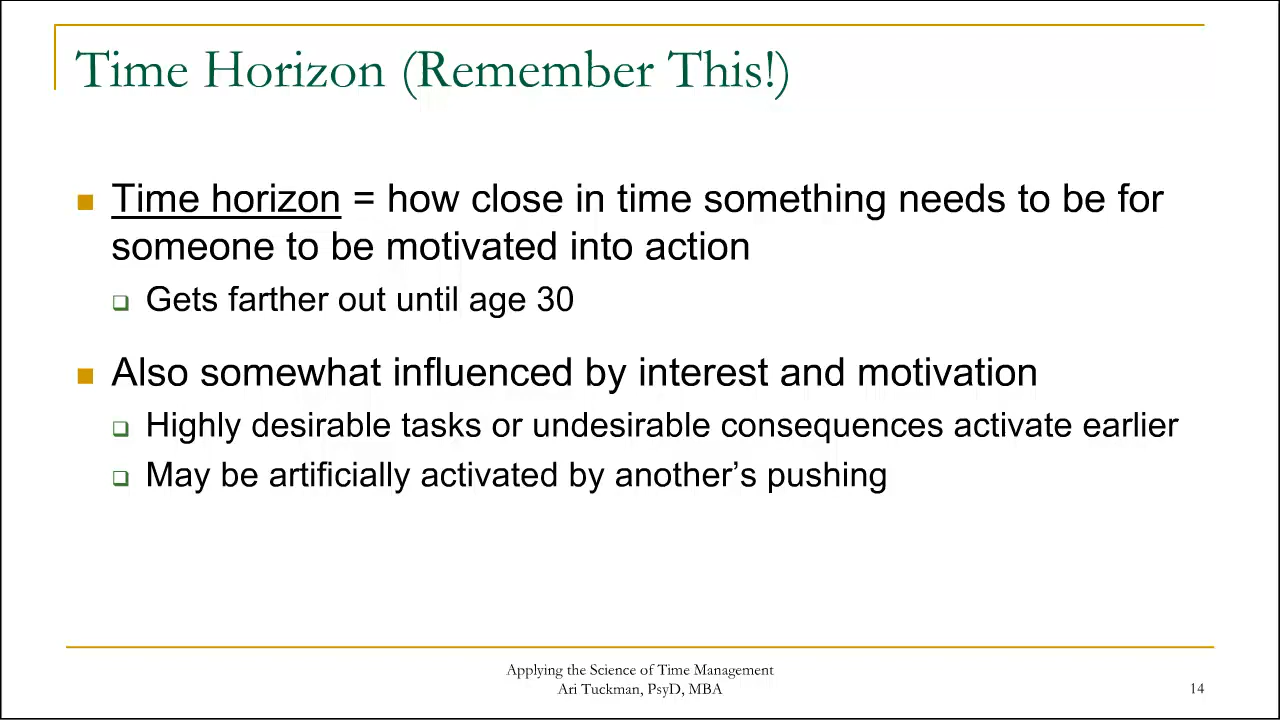 Time Horizon (Remember This!)
Time horizon = how close in time something needs to be for
someone to be motivated into action
Gets farther out until age 30
Also somewhat influenced by interest and motivation
Highly desirable tasks or undesirable consequences activate earlier
May be artificially activated by another’s pushing
Applying the Science of Time Management
Ari Tuckman, PsyD, MBA
14